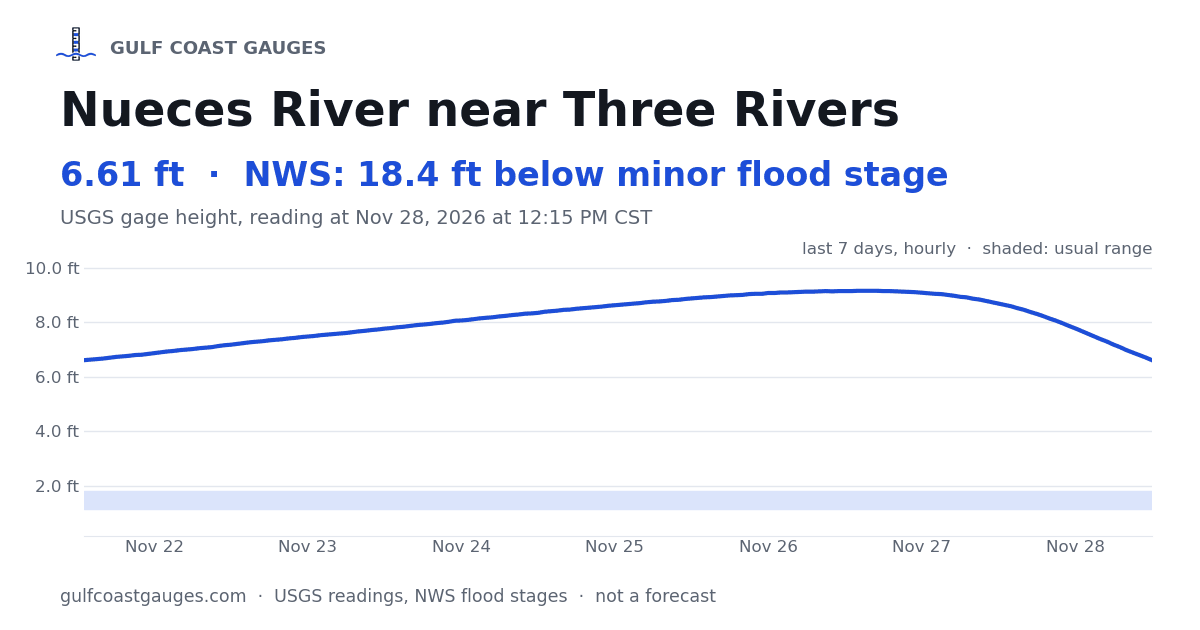 GULF COAST GAUGES
Nueces River near Three Rivers
6.61 ft · NWS: 18.4 ft below minor flood stage
USGS gage height, reading at Nov 28, 2026 at 12:15 PM CST
last 7 days, hourly · shaded: usual range
10.0 ft
8.0 ft
6.0 ft
4.0 ft
2.0 ft
Nov 22 Nov 23 Nov 24 Nov 25 Nov 26 Nov 27 Nov 28
gulfcoastgauges.com · USGS readings, NWS flood stages · not a forecast